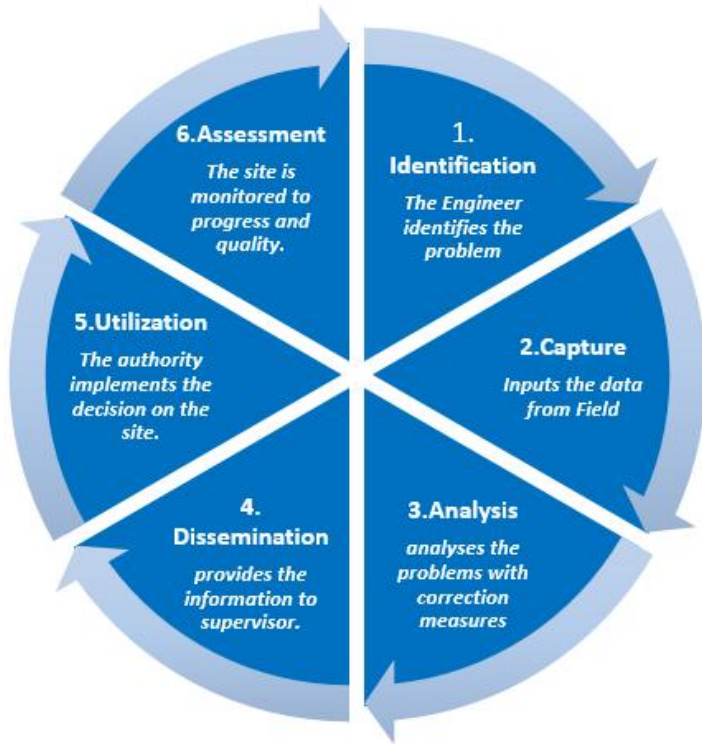 1.
Identification
The Engineer
identifies the
problem
2.Capture
Inputs the data
from Field
3.Analysis
analyses the
problems with
correction
measures
4.
Dissemination
provides the
information to
supervisor.
5.Utilization
The authority
implements the
decision on the
site.
6.Assessment
The site is
monitored to
progress and
quality.